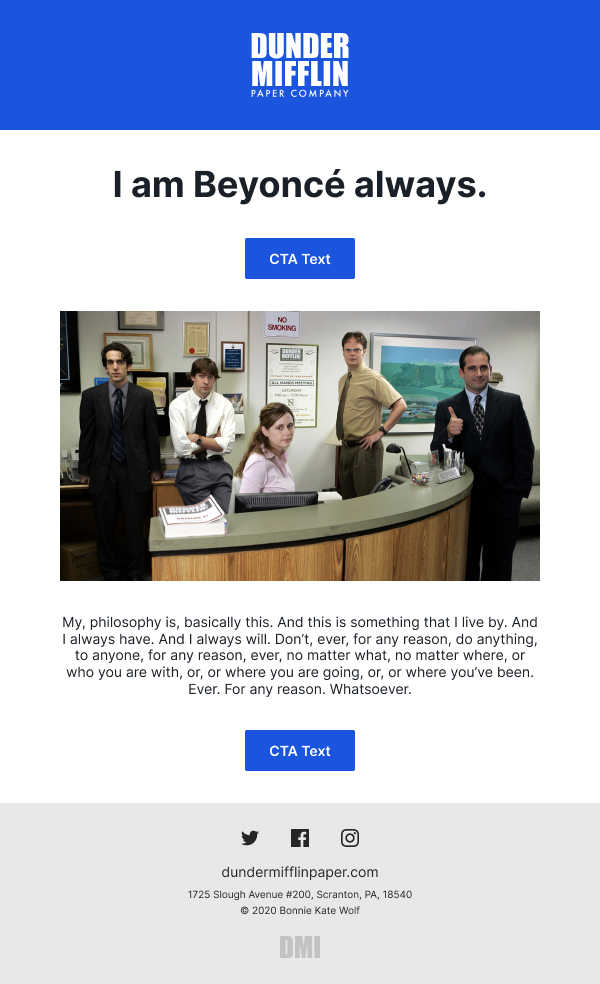 DUNDER
MIFFLIN
PAPER COMPANY
I am Beyoncé always.
CTA Text
NO
SMOKING
DUNDER
MIFFLIN
ALL HANDS MEETING
SATURDAY
DUNDER
MIFFLIN
My, philosophy is, basically this. And this is something that I live by. And
I always have. And I always will. Don’t, ever, for any reason, do anything,
to anyone, for any reason, ever, no matter what, no matter where, or
who you are with, or, or where you are going, or, or where you’ve been.
Ever. For any reason. Whatsoever.
CTA Text
dundermifflinpaper.com
1725 Slough Avenue #200, Scranton, PA, 18540
© 2020 Bonnie Kate Wolf
DMI